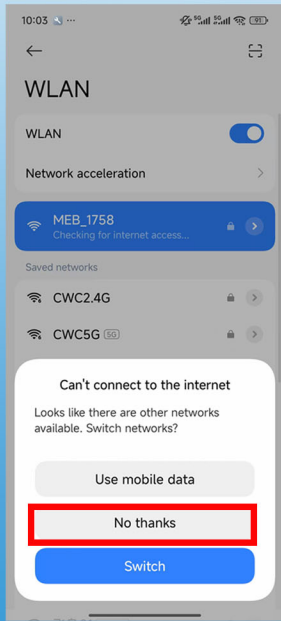 10:03
91
WLAN
WLAN
Network acceleration
MEB_1758
Checking for internet access...
Saved networks
CWC2.4G
CWC5G 5G
Can't connect to the internet
Looks like there are other networks
available. Switch networks?
Use mobile data
No thanks
Switch